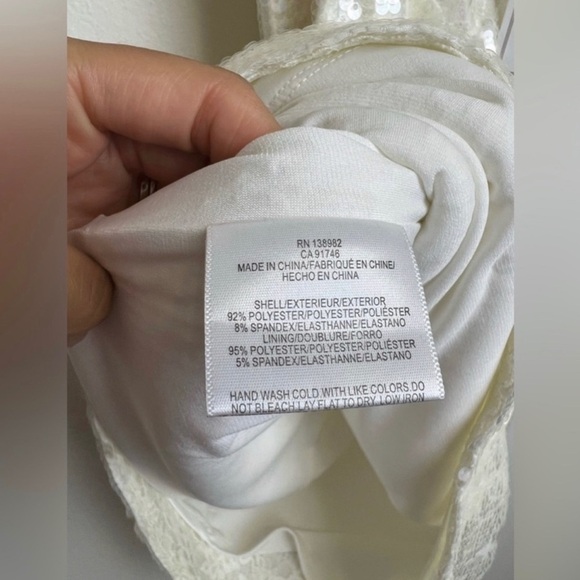 RN 138982
CA 91746
MADE IN CHINA/FABRIQUÉ EN CHINE/
HECHO EN CHINA
SHELL/EXTERIEUR/EXTERIOR
92% POLYESTER/POLYESTER/POLIÉSTER
8% SPANDEX/ELASTHANNE/ELASTANO
LINING/DOUBLURE/FORRO
95% POLYESTER/POLYESTER/POLIÉSTER
5% SPANDEX/ELASTHANNE/ELASTANO
HAND WASH COLD.WITH LIKE COLORS.DO
NOT BLEACH.LAY FLAT TO DRY. LOW IRON